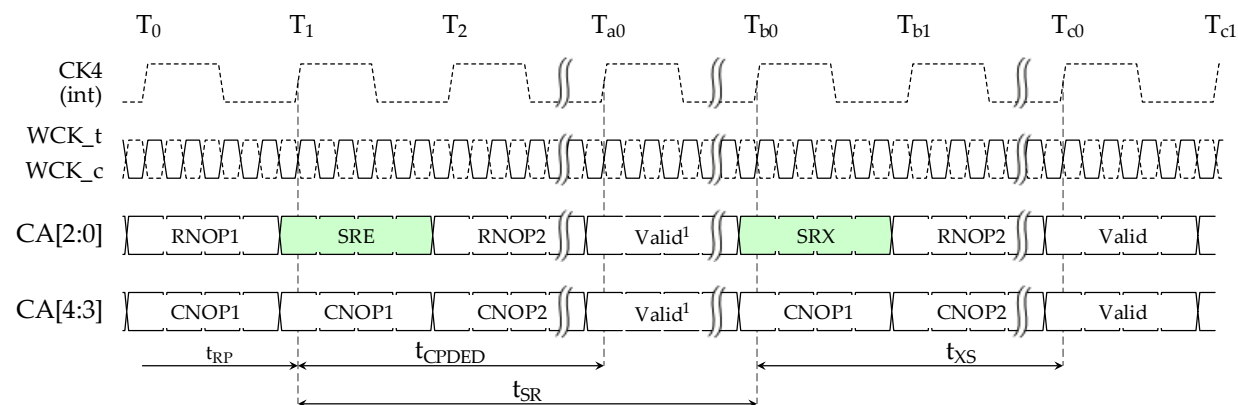 T0 T1 T2 Ta0 Tb0 Tb1 Tc0 Tc1
CK4
(int)
WCK_t
WCK_c
CA[2:0] RNOP1 SRE RNOP2 Valid1 SRX RNOP2 Valid
CA[4:3] CNOP1 CNOP1 CNOP2 Valid1 CNOP1 CNOP2 Valid
tRP tCPDED tXS
tSR